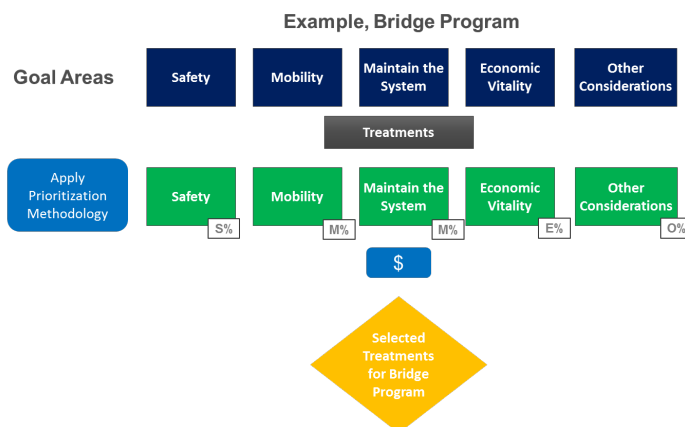 Example, Bridge Program
Goal Areas
Safety
Mobility
Maintain the
System
Economic
Vitality
Other
Considerations
Treatments
Apply
Prioritization
Methodology
Safety
Mobility
Maintain the
System
Economic
Vitality
Other
Considerations
S%
M%
M%
E%
O%
$
Selected
Treatments
for Bridge
Program